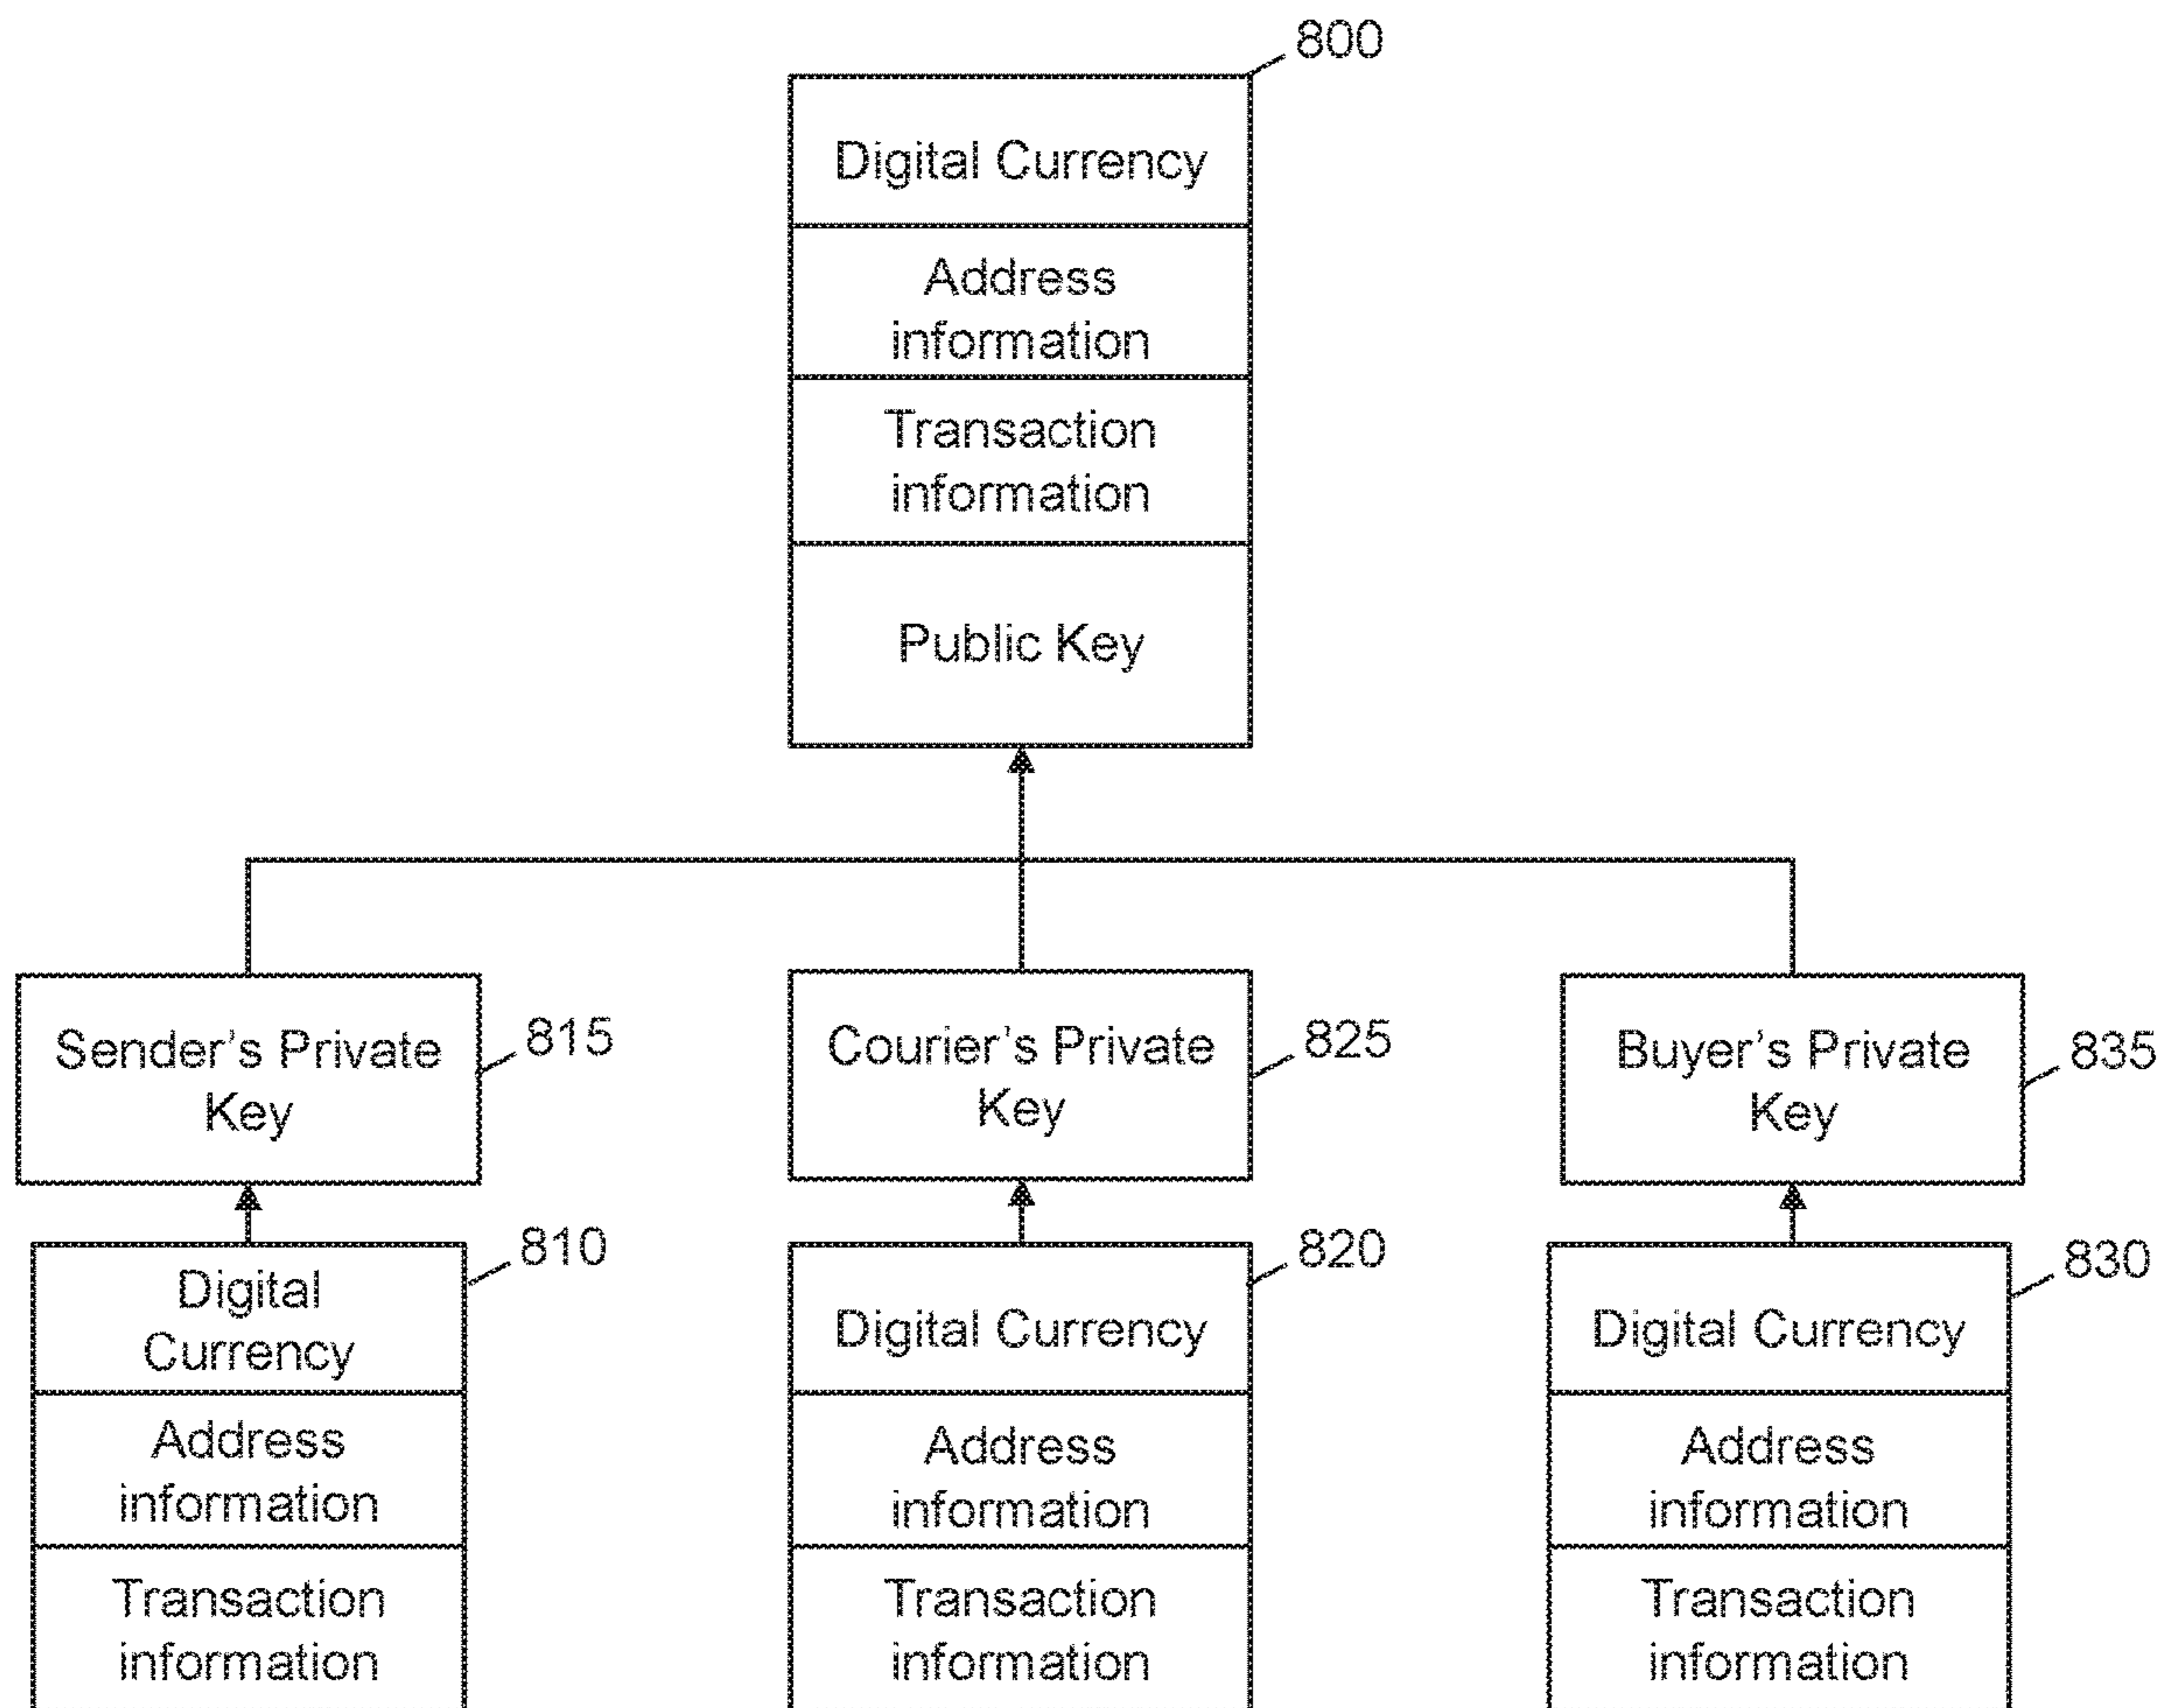 800
Digital Currency
Address
information
Transaction
information
Public Key
Sender's Private
Key
815
Courier's Private
Key
825
Buyer's Private
Key
835
Digital
Currency
810
Address
information
Transaction
information
Digital Currency
820
Address
information
Transaction
information
Digital Currency
830
Address
information
Transaction
information